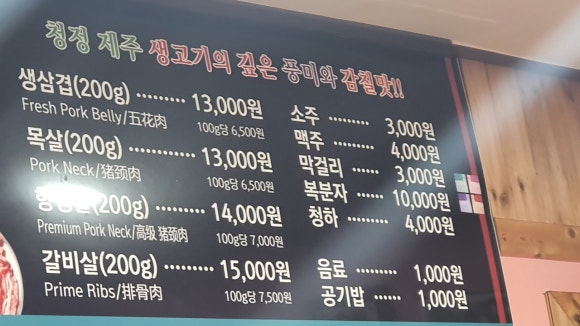 청정 제주 생고기의 깊은 풍미와 감칠맛!!
생삼겹(200g) ········· 13,000원
Fresh Pork Belly/五花肉 100g당 6,500원
목살(200g) ············ 13,000원
Pork Neck/猪颈肉 100g당 6,500원
(200g) ········ 14,000원
Premium Pork Neck/高级 猪颈肉 100g당 7,000원
갈비살(200g) ········· 15,000원
Prime Ribs/排骨肉 100g당 7,500원
소주 ········ 3,000원
맥주 ········ 4,000원
막걸리 ······ 3,000원
복분자 ······ 10,000원
청하 ········ 4,000원
음료 ········ 1,000원
공기밥 ······ 1,000원